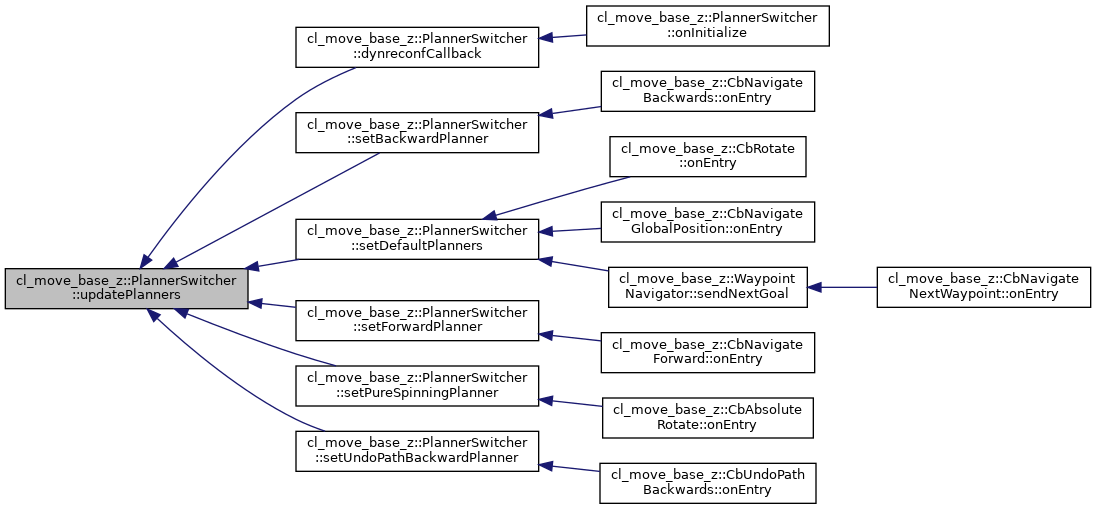 cl_move_base_z::PlannerSwitcher
::updatePlanners
cl_move_base_z::PlannerSwitcher
::dynreconfCallback
cl_move_base_z::PlannerSwitcher
::onInitialize
cl_move_base_z::PlannerSwitcher
::setBackwardPlanner
cl_move_base_z::CbNavigate
Backwards::onEntry
cl_move_base_z::PlannerSwitcher
::setDefaultPlanners
cl_move_base_z::CbRotate
::onEntry
cl_move_base_z::CbNavigate
GlobalPosition::onEntry
cl_move_base_z::Waypoint
Navigator::sendNextGoal
cl_move_base_z::CbNavigate
NextWaypoint::onEntry
cl_move_base_z::PlannerSwitcher
::setForwardPlanner
cl_move_base_z::CbNavigate
Forward::onEntry
cl_move_base_z::PlannerSwitcher
::setPureSpinningPlanner
cl_move_base_z::CbAbsolute
Rotate::onEntry
cl_move_base_z::PlannerSwitcher
::setUndoPathBackwardPlanner
cl_move_base_z::CbUndoPath
Backwards::onEntry